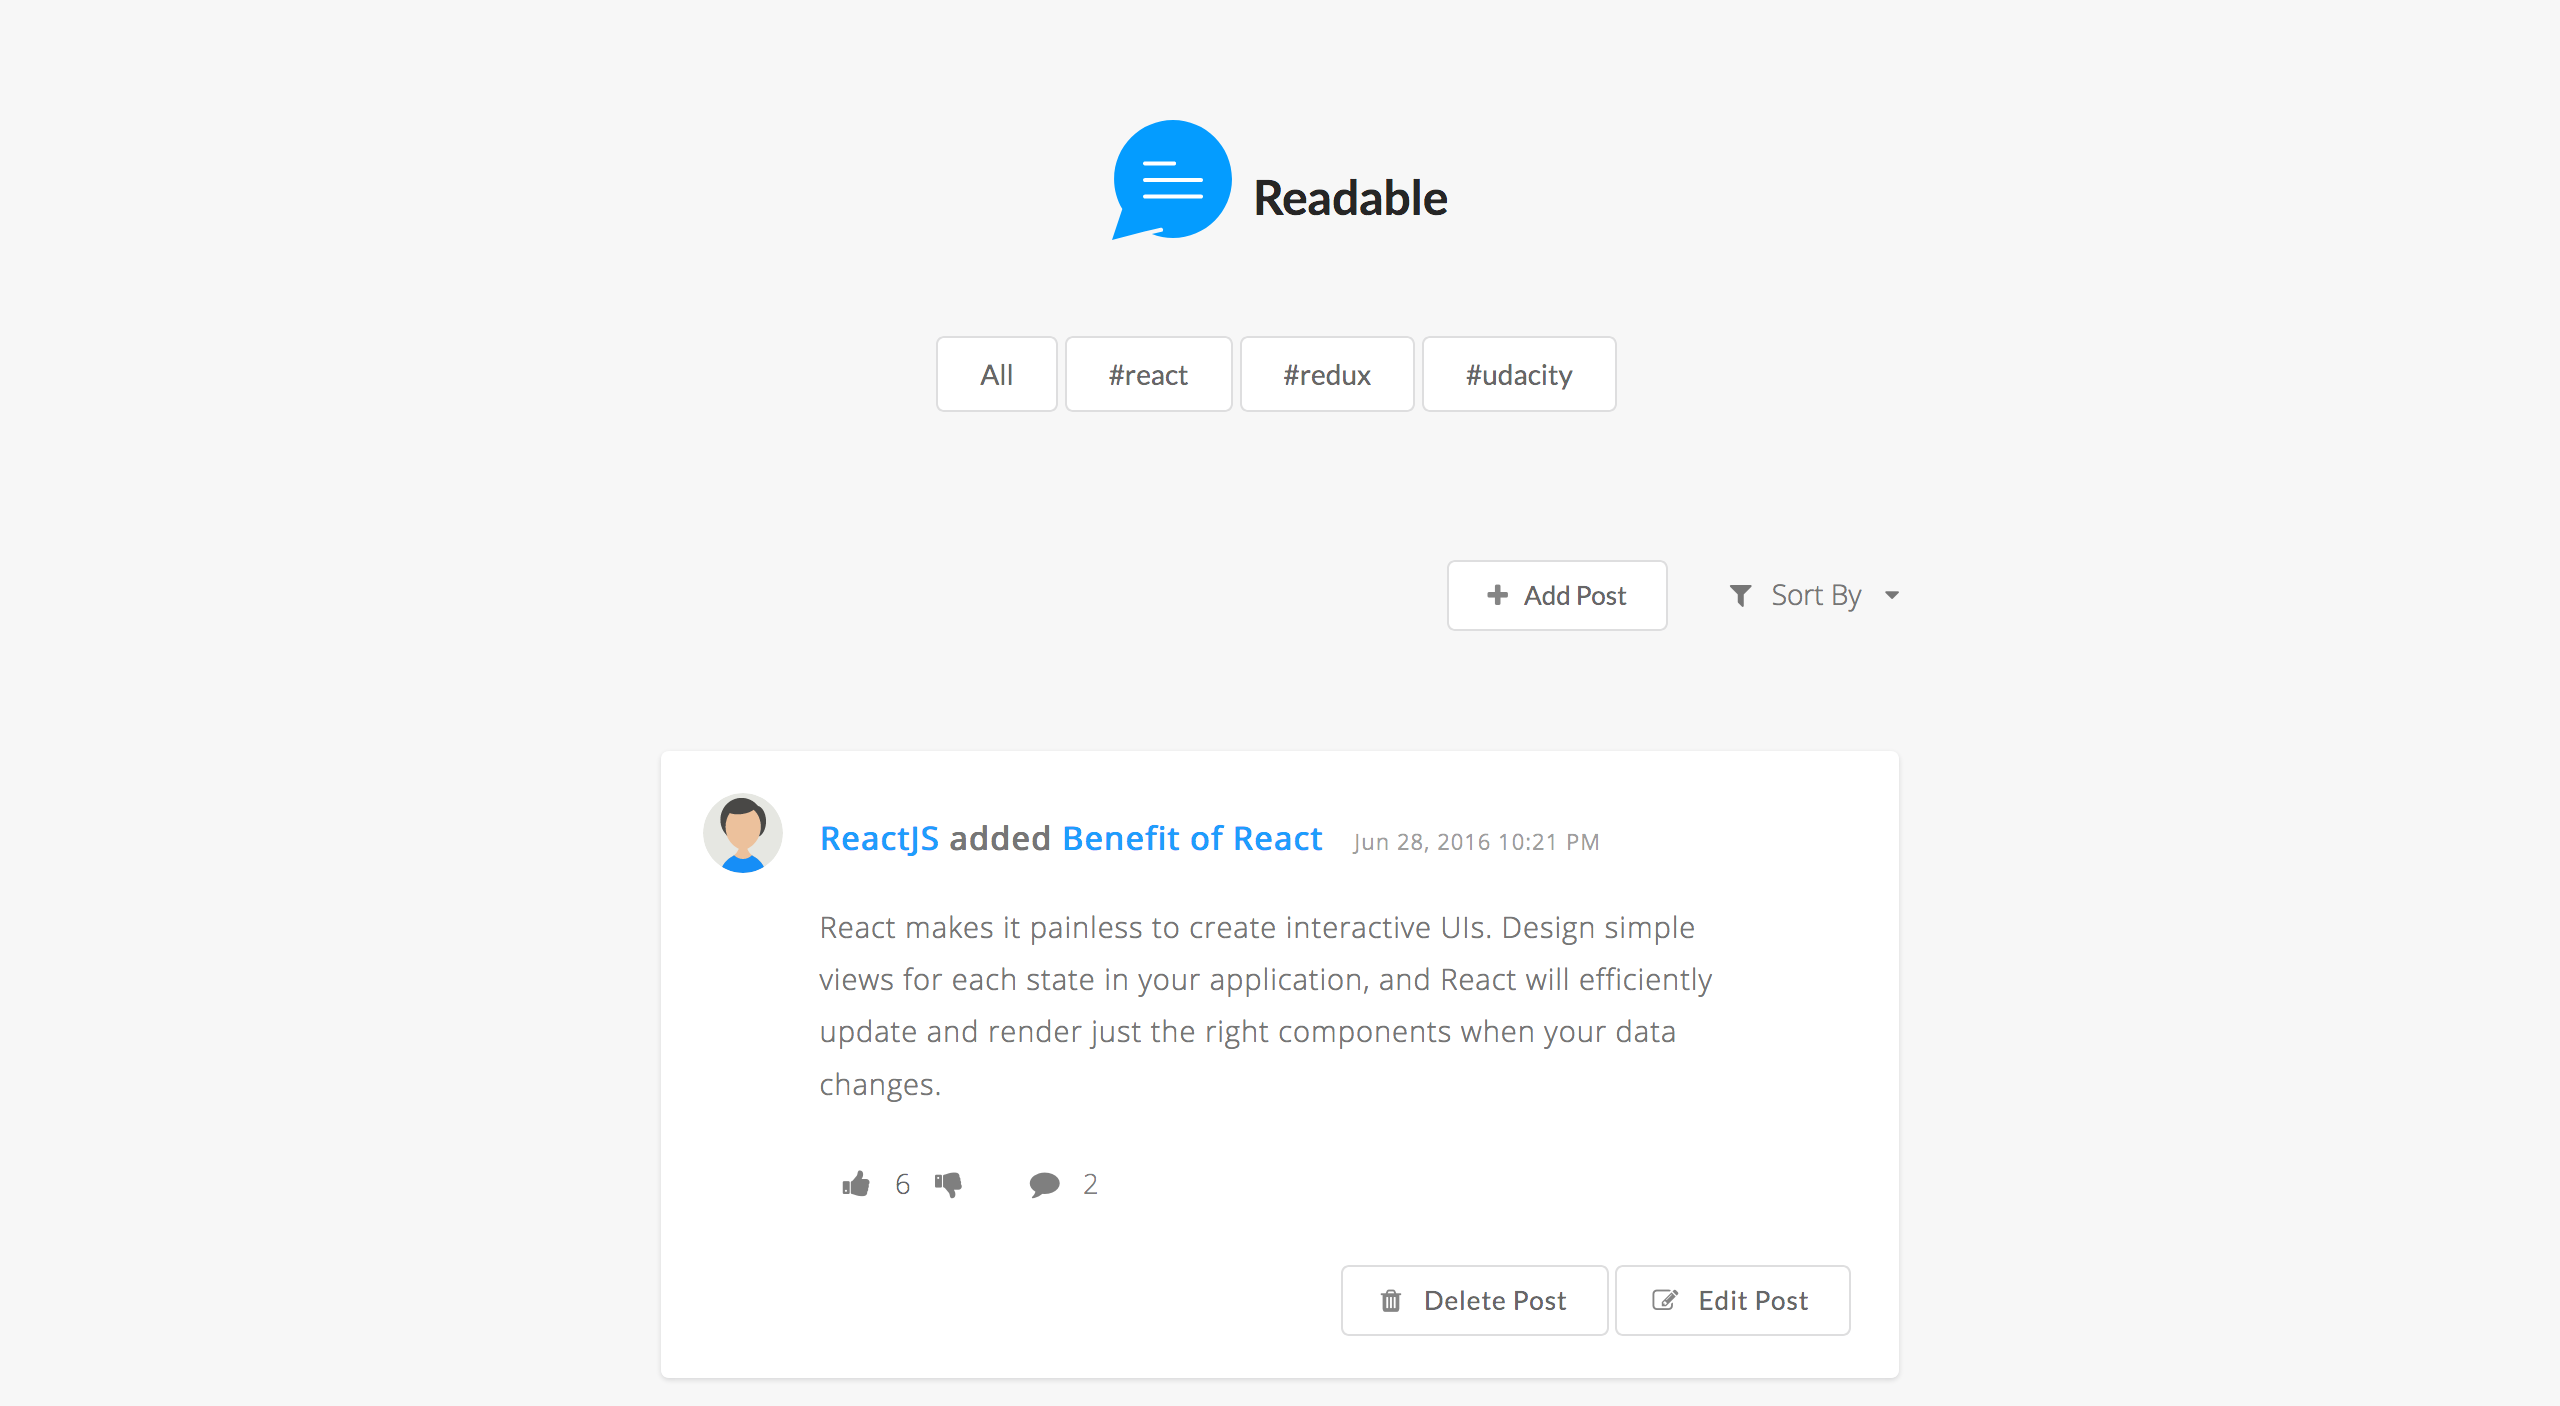 Readable
All #react #redux #udacity
Add Post Sort By
ReactJS added Benefit of React Jun 28, 2016 10:21 PM
React makes it painless to create interactive UIs. Design simple
views for each state in your application, and React will efficiently
update and render just the right components when your data
changes.
6 2
Delete Post Edit Post